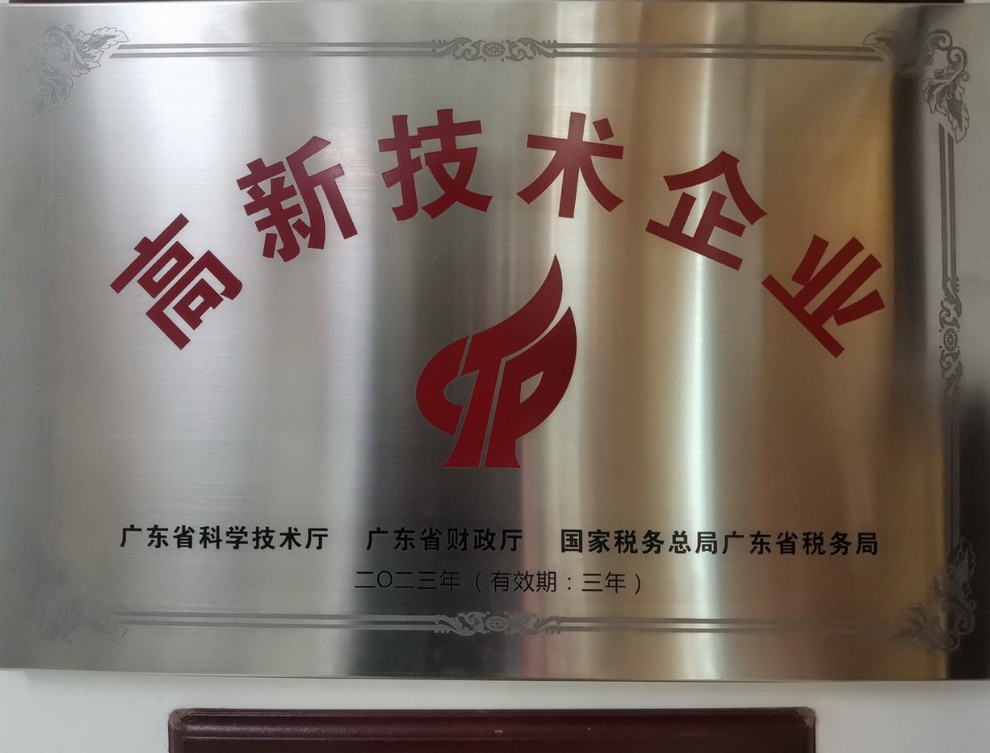 高新技术企业
广东省科学技术厅 广东省财政厅 国家税务总局广东省税务局
二〇二三年（有效期：三年）